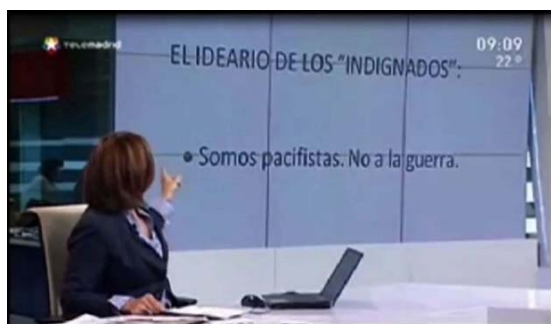 telemadrid
09:09
22º
EL IDEARIO DE LOS "INDIGNADOS":
• Somos pacifistas. No a la guerra.